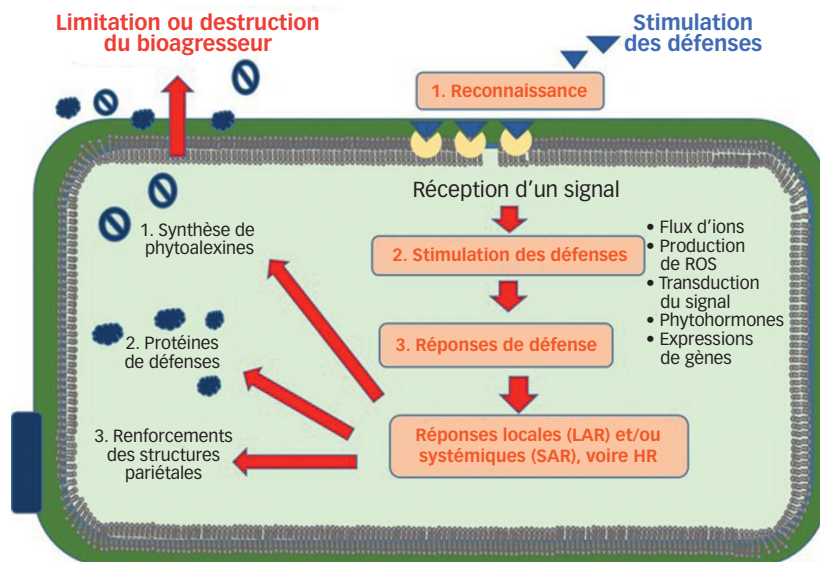 Limitation ou destruction
du bioagresseur
Stimulation
des défenses
1. Reconnaissance
Réception d'un signal
1. Synthèse de
phytoalexines
2. Stimulation des défenses
• Flux d'ions
• Production
de ROS
• Transduction
du signal
• Phytohormones
• Expressions
de gènes
2. Protéines
de défenses
3. Réponses de défense
3. Renforcements
des structures
pariétales
Réponses locales (LAR) et/ou
systémiques (SAR), voire HR